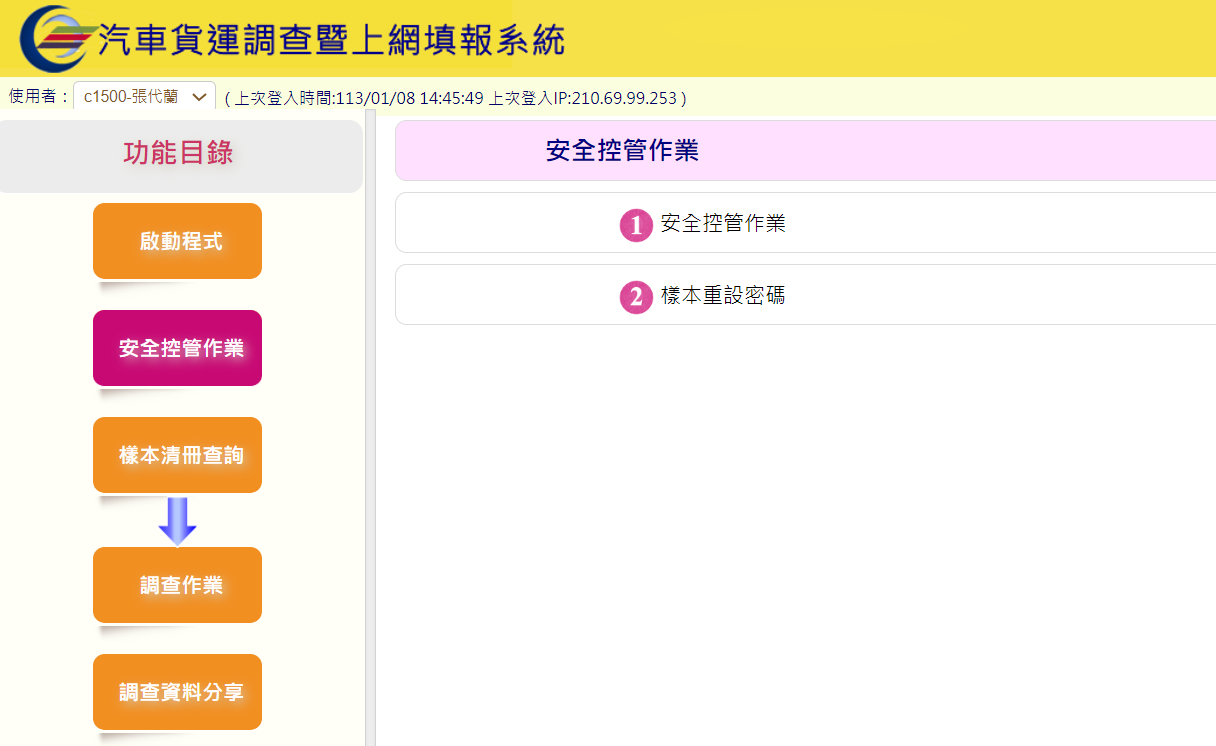 汽車貨運調查暨上網填報系統
使用者： c1500-張代蘭 ( 上次登入時間:113/01/08 14:45:49 上次登入IP:210.69.99.253 )
功能目錄
啟動程式
安全控管作業
樣本清冊查詢
調查作業
調查資料分享
安全控管作業
1 安全控管作業
2 樣本重設密碼